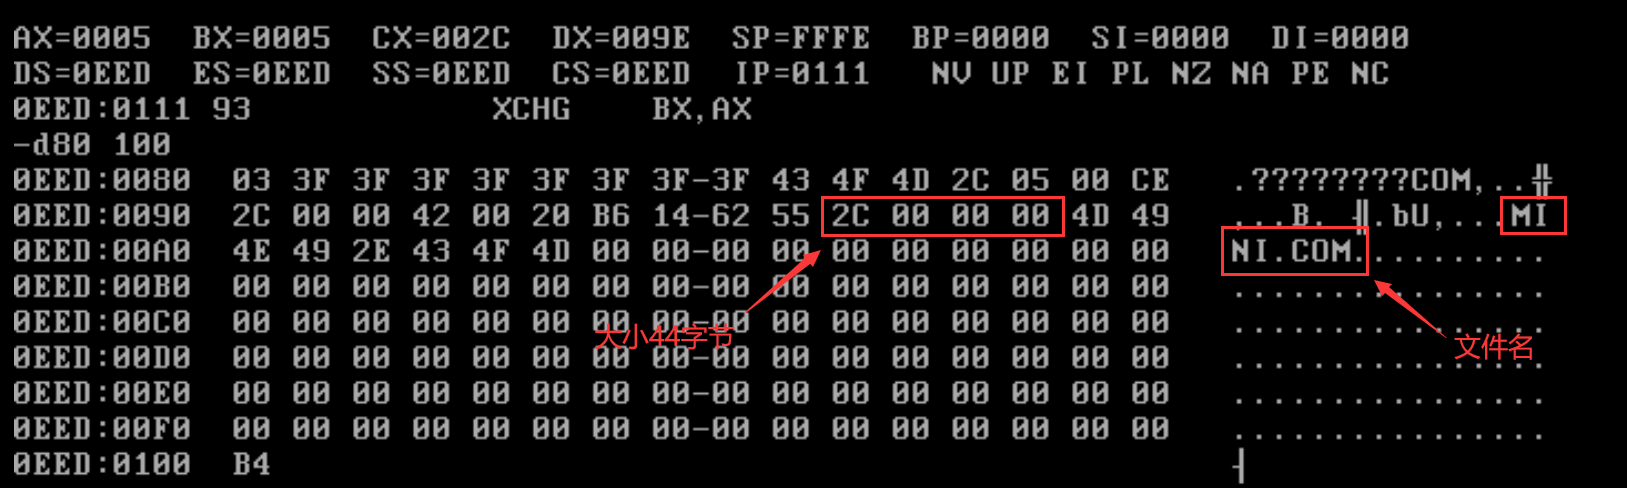 AX=0005 BX=0005 CX=002C DX=009E SP=FFFE BP=0000 SI=0000 DI=0000
DS=0EED ES=0EED SS=0EED CS=0EED IP=0111 NV UP EI PL NZ NA PE NC
0EED:0111 93 XCHG BX,AX
-d80 100
0EED:0080 03 3F 3F 3F 3F 3F 3F 3F-3F 43 4F 4D 2C 05 00 CE .????????COM,..╬
0EED:0090 2C 00 00 42 00 20 B6 14-62 55 2C 00 00 00 4D 49 ,..B. ╢.bU,...MI
0EED:00A0 4E 49 2E 43 4F 4D 00 00-00 00 00 00 00 00 00 00 NI.COM..........
0EED:00B0 00 00 00 00 00 00 00 00-00 00 00 00 00 00 00 00 ................
0EED:00C0 00 00 00 00 00 00 00 00-00 00 00 00 00 00 00 00 ................
大小44字节
文件名
0EED:00D0 00 00 00 00 00 00 00 00-00 00 00 00 00 00 00 00 ................
0EED:00E0 00 00 00 00 00 00 00 00-00 00 00 00 00 00 00 00 ................
0EED:00F0 00 00 00 00 00 00 00 00-00 00 00 00 00 00 00 00 ................
0EED:0100 B4 ┤